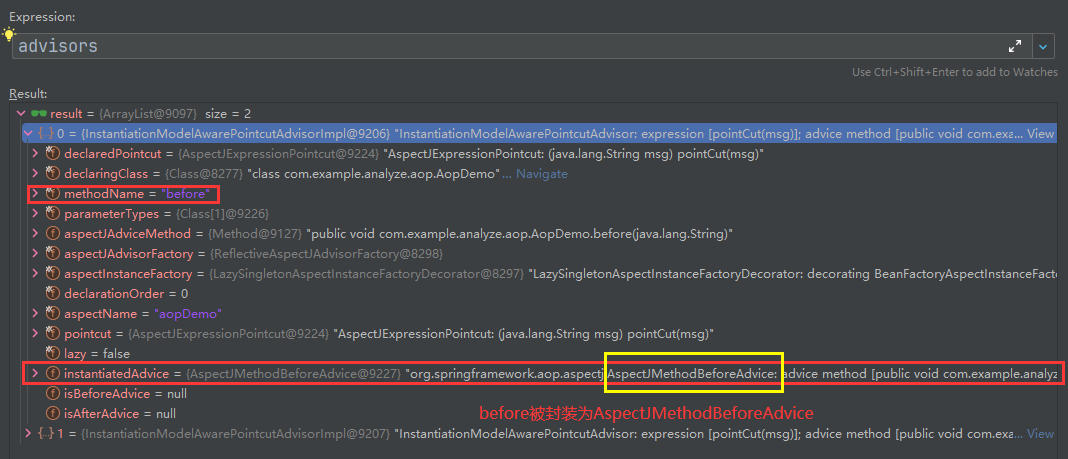 Expression:
advisors
Use Ctrl+Shift+Enter to add to Watches
Result:
result = {ArrayList@9097} size = 2
0 = {InstantiationModelAwarePointcutAdvisorImpl@9206} "InstantiationModelAwarePointcutAdvisor: expression [pointCut(msg)]; advice method [public void com.exa... View
declaredPointcut = {AspectJExpressionPointcut@9224} "AspectJExpressionPointcut: (java.lang.String msg) pointCut(msg)"
declaringClass = {Class@8277} "class com.example.analyze.aop.AopDemo"... Navigate
methodName = "before"
parameterTypes = {Class[1]@9226}
aspectJAdviceMethod = {Method@9127} "public void com.example.analyze.aop.AopDemo.before(java.lang.String)"
aspectJAdvisorFactory = {ReflectiveAspectJAdvisorFactory@8298}
aspectInstanceFactory = {LazySingletonAspectInstanceFactoryDecorator@8297} "LazySingletonAspectInstanceFactoryDecorator: decorating BeanFactoryAspectInstanceFact
declarationOrder = 0
aspectName = "aopDemo"
pointcut = {AspectJExpressionPointcut@9224} "AspectJExpressionPointcut: (java.lang.String msg) pointCut(msg)"
lazy = false
instantiatedAdvice = {AspectJMethodBeforeAdvice@9227} "org.springframework.aop.aspectj.AspectJMethodBeforeAdvice: advice method [public void com.example.analyz
isBeforeAdvice = null
isAfterAdvice = null
before被封装为AspectJMethodBeforeAdvice
1 = {InstantiationModelAwarePointcutAdvisorImpl@9207} "InstantiationModelAwarePointcutAdvisor: expression [pointCut(msg)]; advice method [public void com.exa... View